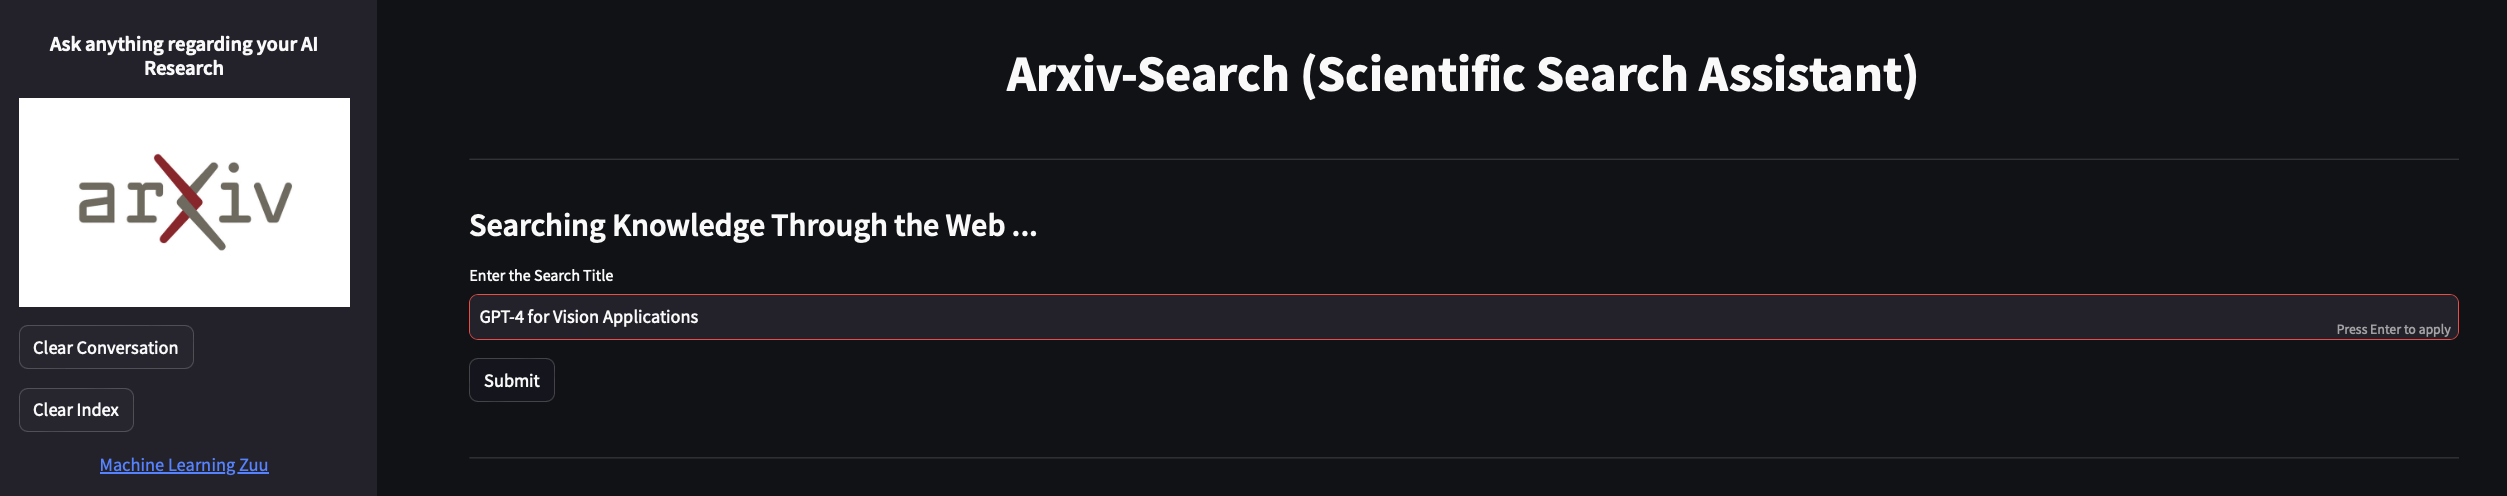 Ask anything regarding your AI
Research
arXiv
Clear Conversation
Clear Index
Machine Learning Zuu
Arxiv-Search (Scientific Search Assistant)
Searching Knowledge Through the Web ...
Enter the Search Title
GPT-4 for Vision Applications
Press Enter to apply
Submit